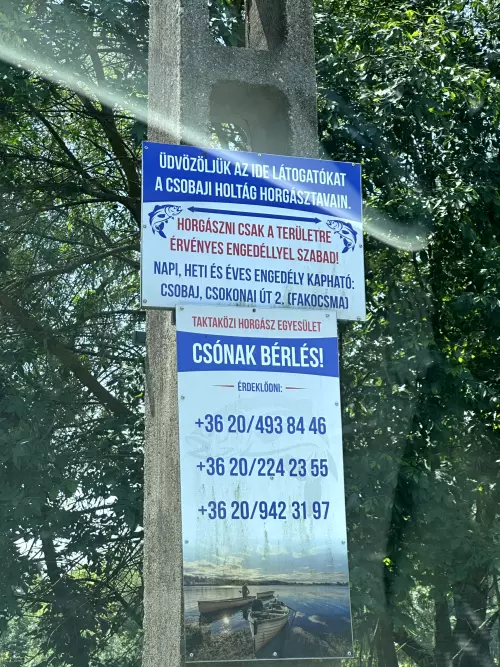 ÜDVÖZÖLJÜK AZ IDE LÁTOGATÓKAT
A CSOBAJI HOLTÁG HORGÁSZTAVAIN.
HORGÁSZNI CSAK A TERÜLETRE
ÉRVÉNYES ENGEDÉLLYEL SZABAD!
NAPI, HETI ÉS ÉVES ENGEDÉLY KAPHATÓ:
CSOBAJ, CSOKONAI ÚT 2. (FAKOCSMA)
TAKTAKÖZI HORGÁSZ EGYESÜLET
CSÓNAK BÉRLÉS!
ÉRDEKLŐDNI:
+36 20/493 84 46
+36 20/224 23 55
+36 20/942 31 97